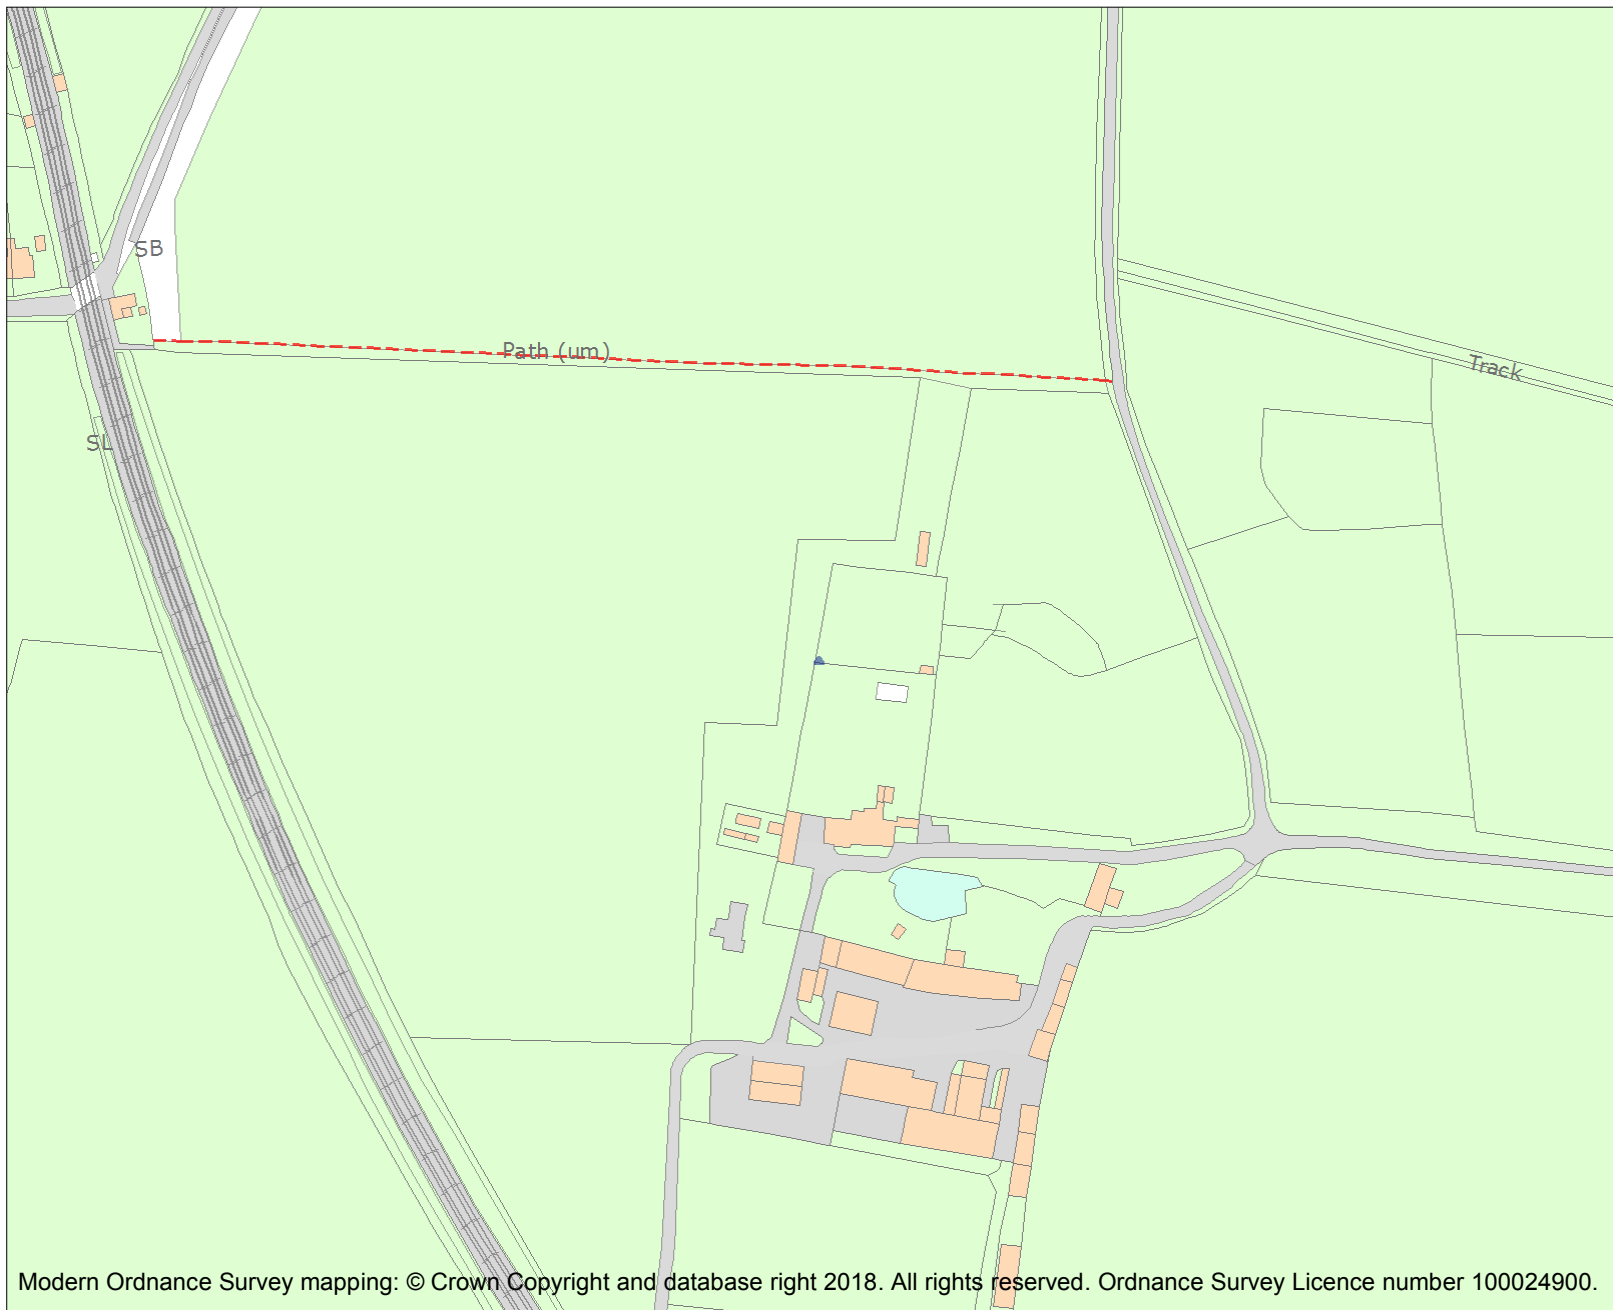 SB
Path (um)
Track
SL
Modern Ordnance Survey mapping: © Crown Copyright and database right 2018. All rights reserved. Ordnance Survey Licence number 100024900.